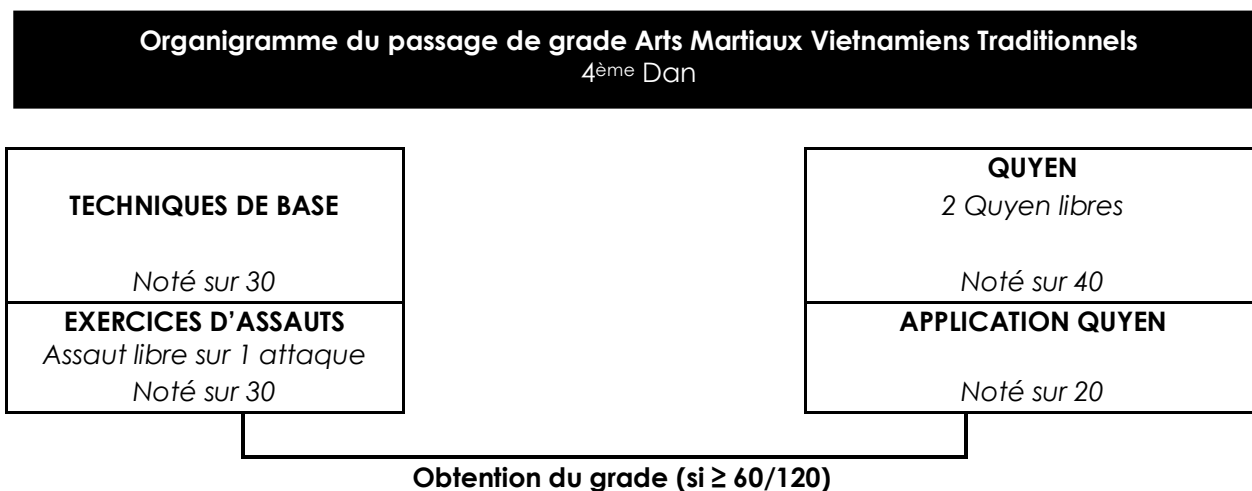 Organigramme du passage de grade Arts Martiaux Vietnamiens Traditionnels
4ème Dan
TECHNIQUES DE BASE
Noté sur 30
EXERCICES D’ASSAUTS
Assaut libre sur 1 attaque
Noté sur 30
QUYEN
2 Quyen libres
Noté sur 40
APPLICATION QUYEN
Noté sur 20
Obtention du grade (si ≥ 60/120)